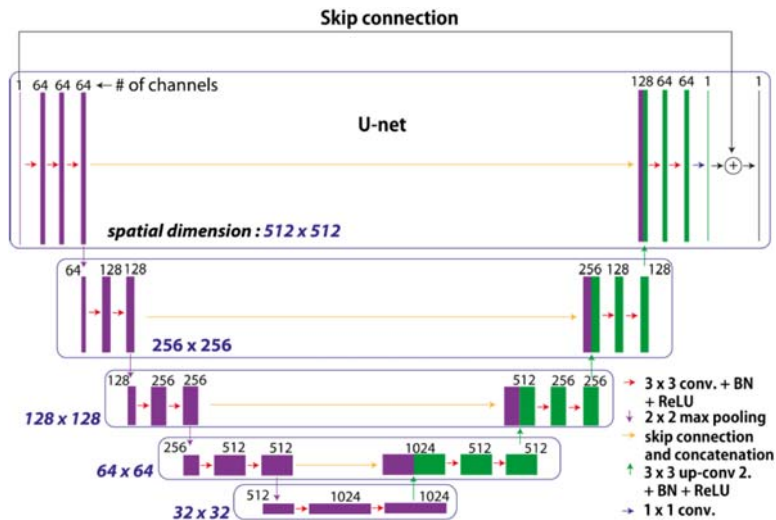 Skip connection
1 64 64 64 ← # of channels
128 64 64 1 1
U-net
+
spatial dimension : 512 x 512
64 128 128
256 128 128
256 x 256
128 256 256
512 256 256
128 x 128
256 512 512
1024 512 512
64 x 64
512 1024 1024
32 x 32
3 x 3 conv. + BN
+ ReLU
2 x 2 max pooling
skip connection
and concatenation
3 x 3 up-conv 2.
+ BN + ReLU
1 x 1 conv.